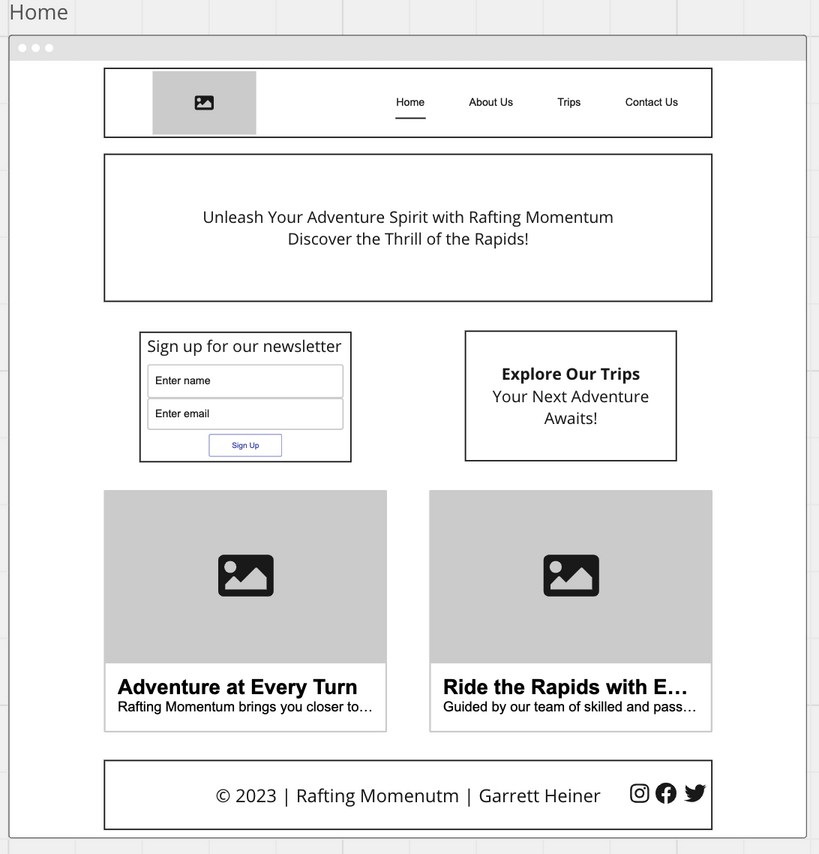 Home
Home
About Us
Trips
Contact Us
Unleash Your Adventure Spirit with Rafting Momentum
Discover the Thrill of the Rapids!
Sign up for our newsletter
Enter name
Enter email
Sign Up
Explore Our Trips
Your Next Adventure
Awaits!
Adventure at Every Turn
Rafting Momentum brings you closer to...
Ride the Rapids with E...
Guided by our team of skilled and pass...
© 2023 | Rafting Momenutm | Garrett Heiner